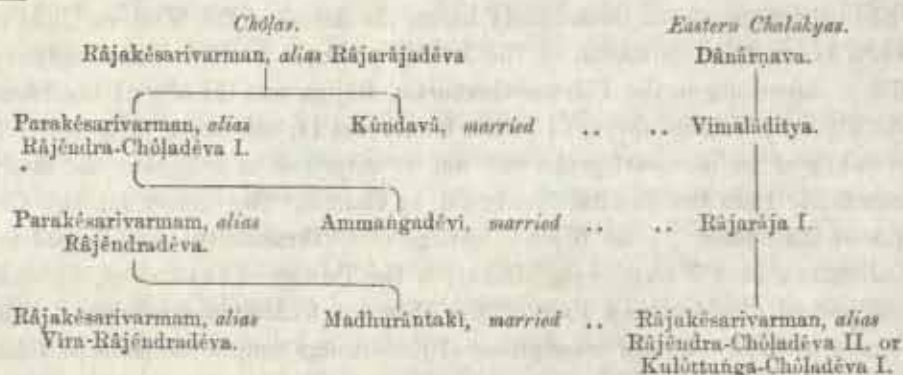 Chôḷas. Eastern Chalukyas.
Râjakêsarivarman, alias Râjarâjadêva Dânârṇava.
Parakêsarivarman, alias Kûndavâ, married .. .. Vimalâditya.
Râjêndra-Chôḷadêva I.
Parakêsarivarmam, alias Ammaṅgadêvi, married .. .. Râjarâja I.
Râjêndradêva.
Râjakêsarivarmam, alias Madhurântakî, married .. Râjakêsarivarman, alias
Vîra-Râjêndradêva. Râjêndra-Chôḷadêva II. or
Kulôttuṅga-Chôḷadêva I.